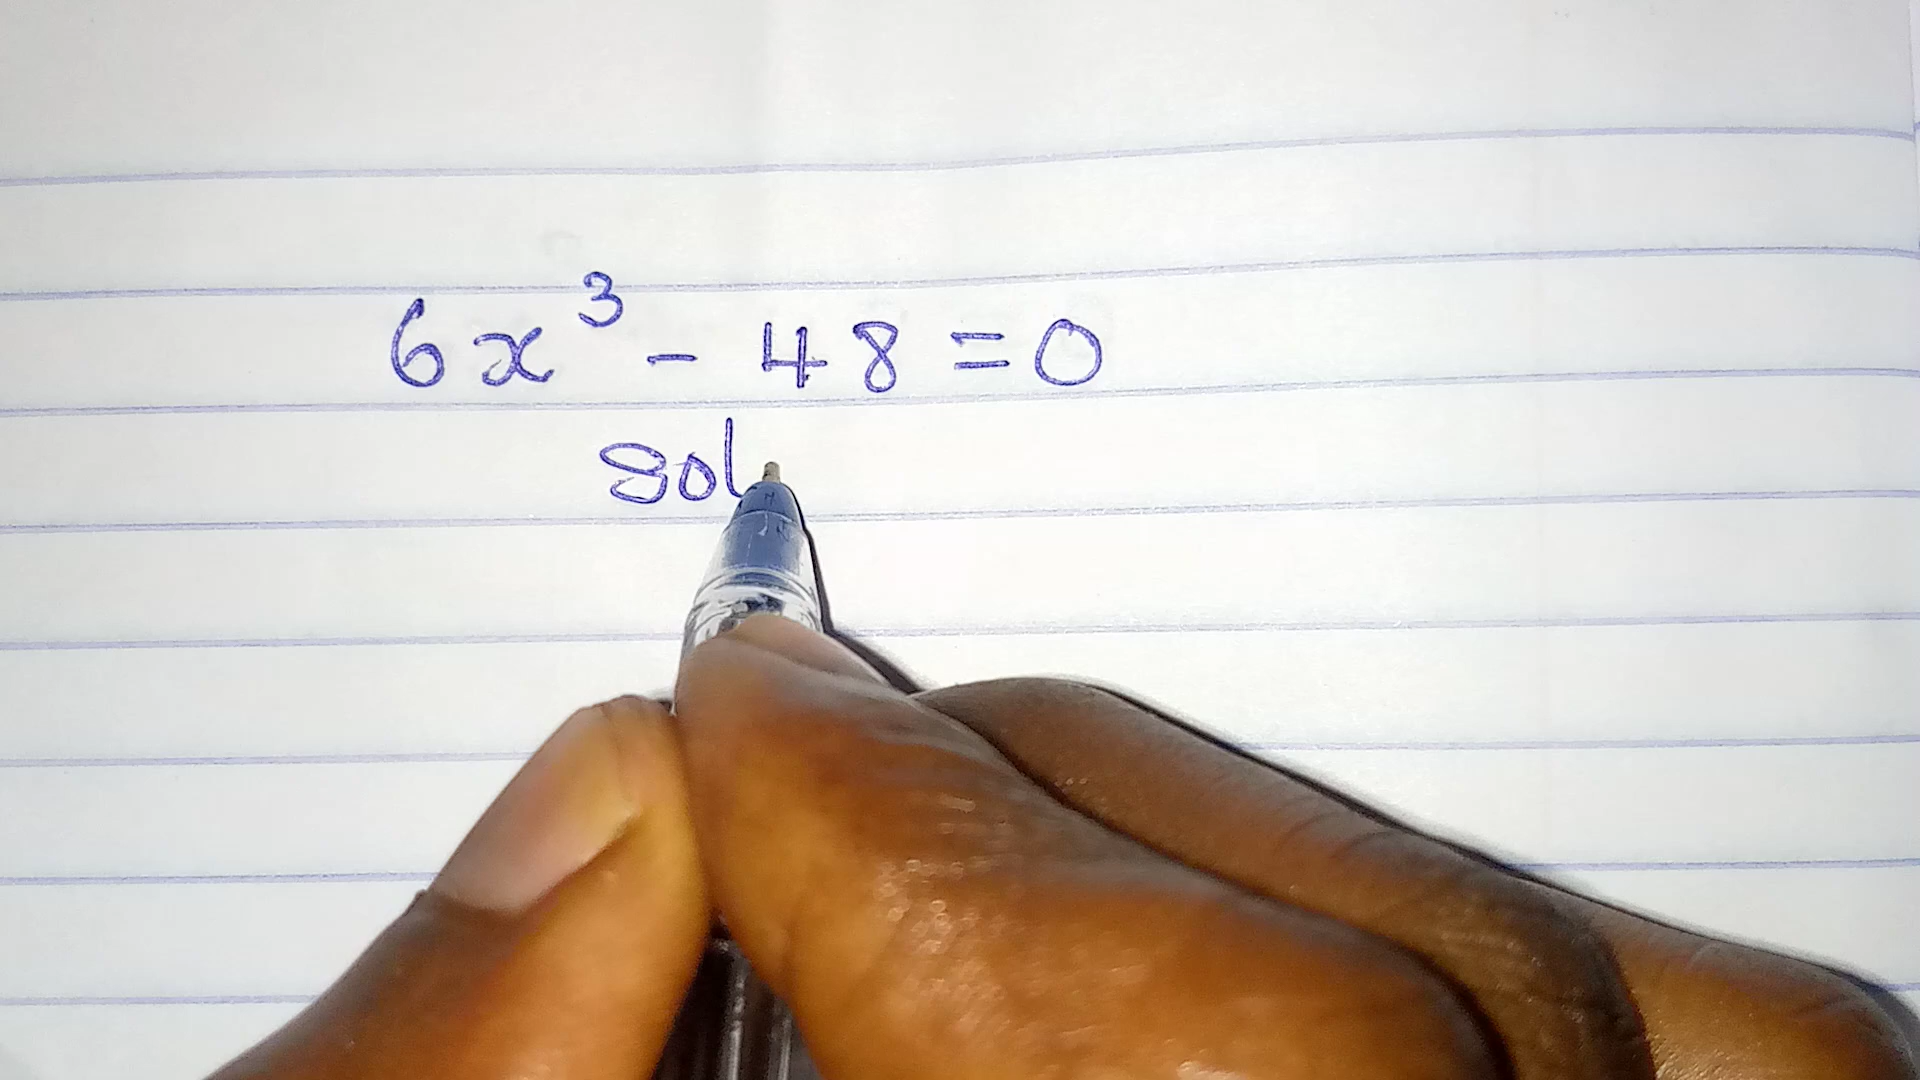 6x³ - 48 = 0
sol